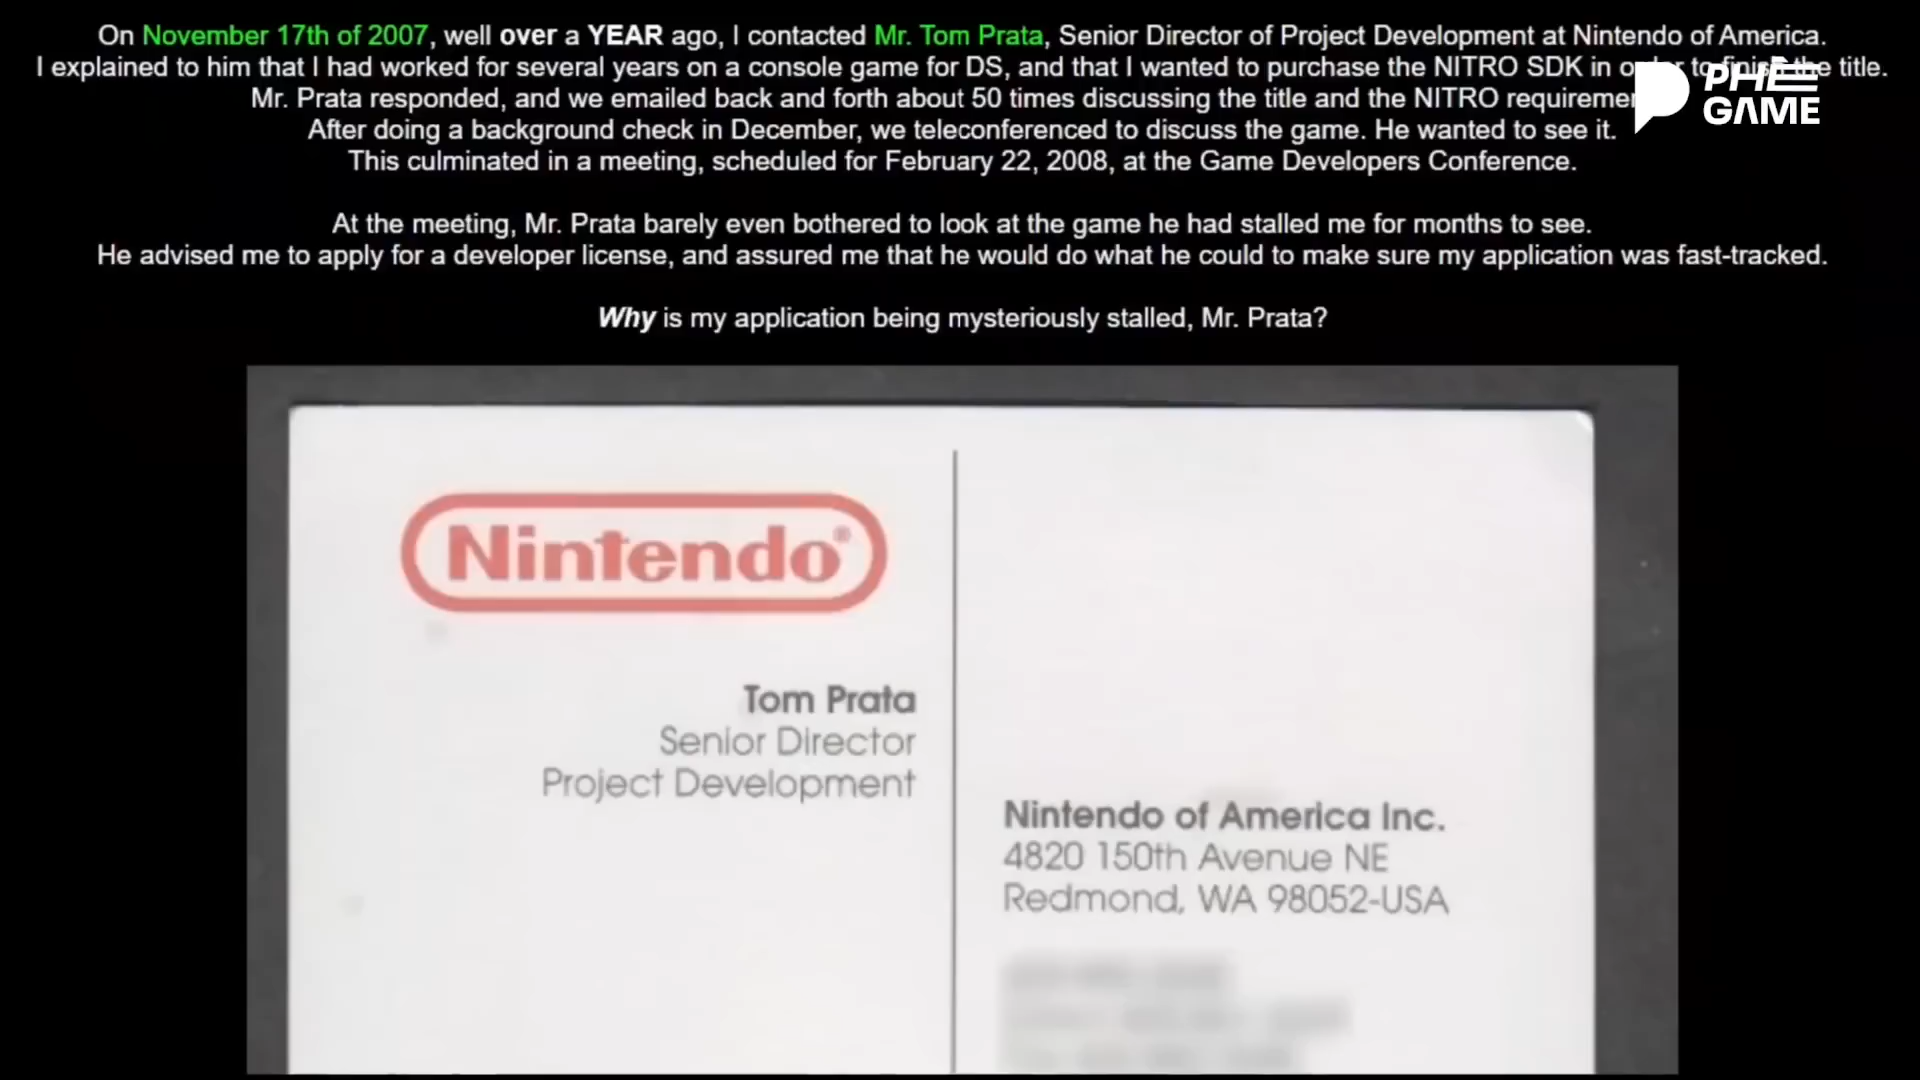 On November 17th of 2007, well over a YEAR ago, I contacted Mr. Tom Prata, Senior Director of Project Development at Nintendo of America.
I explained to him that I had worked for several years on a console game for DS, and that I wanted to purchase the NITRO SDK in order to finish the title.
Mr. Prata responded, and we emailed back and forth about 50 times discussing the title and the NITRO
After doing a background check in December, we teleconferenced to discuss the game. He wanted to see it.
This culminated in a meeting, scheduled for February 22, 2008, at the Game Developers Conference.
At the meeting, Mr. Prata barely even bothered to look at the game he had stalled me for months to see.
He advised me to apply for a developer license, and assured me that he would do what he could to make sure my application was fast-tracked.
Why is my application being mysteriously stalled, Mr. Prata?
PHÊ
GAME
Nintendo®
Tom Prata
Senior Director
Project Development
Nintendo of America Inc.
4820 150th Avenue NE
Redmond, WA 98052-USA